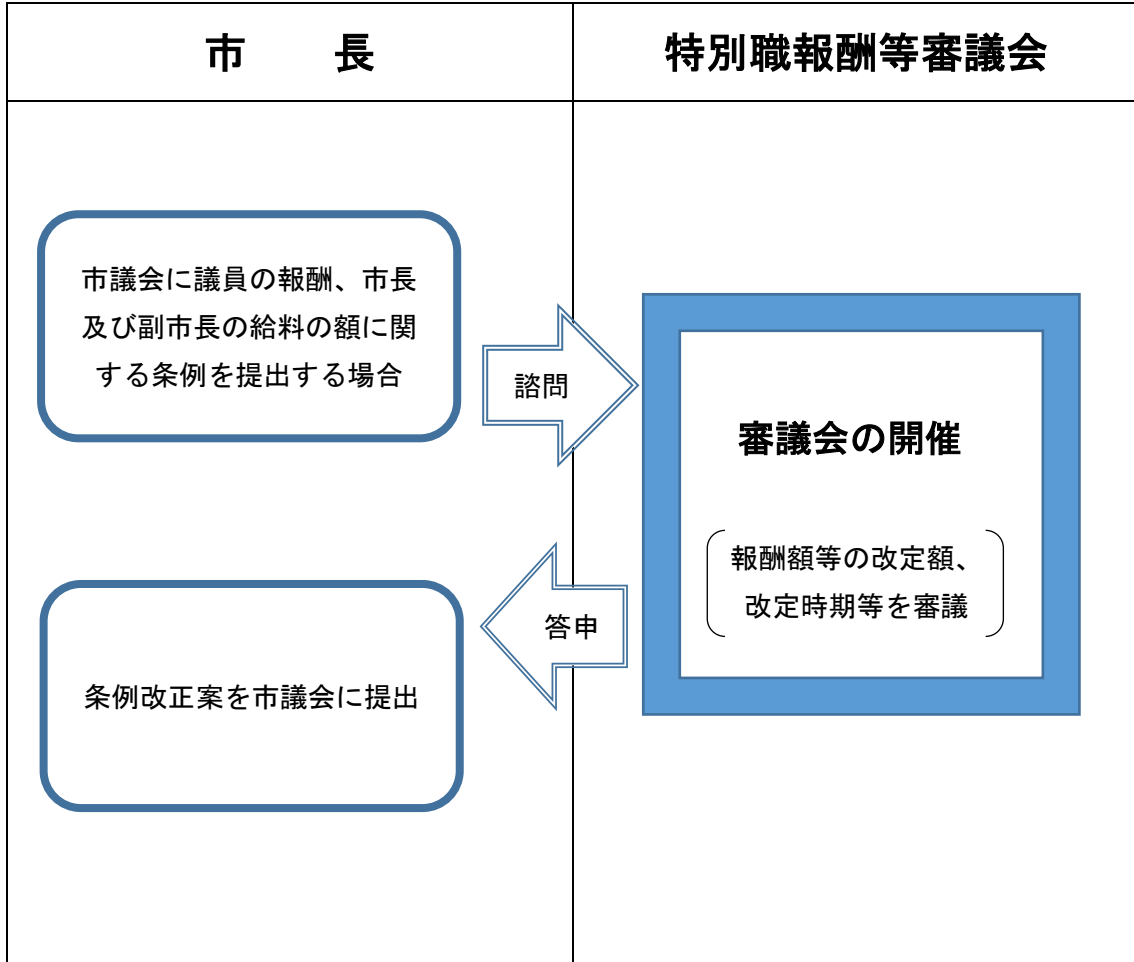 市　　長
特別職報酬等審議会
市議会に議員の報酬、市長
及び副市長の給料の額に関
する条例を提出する場合
諮問
審議会の開催
報酬額等の改定額、
改定時期等を審議
答申
条例改正案を市議会に提出